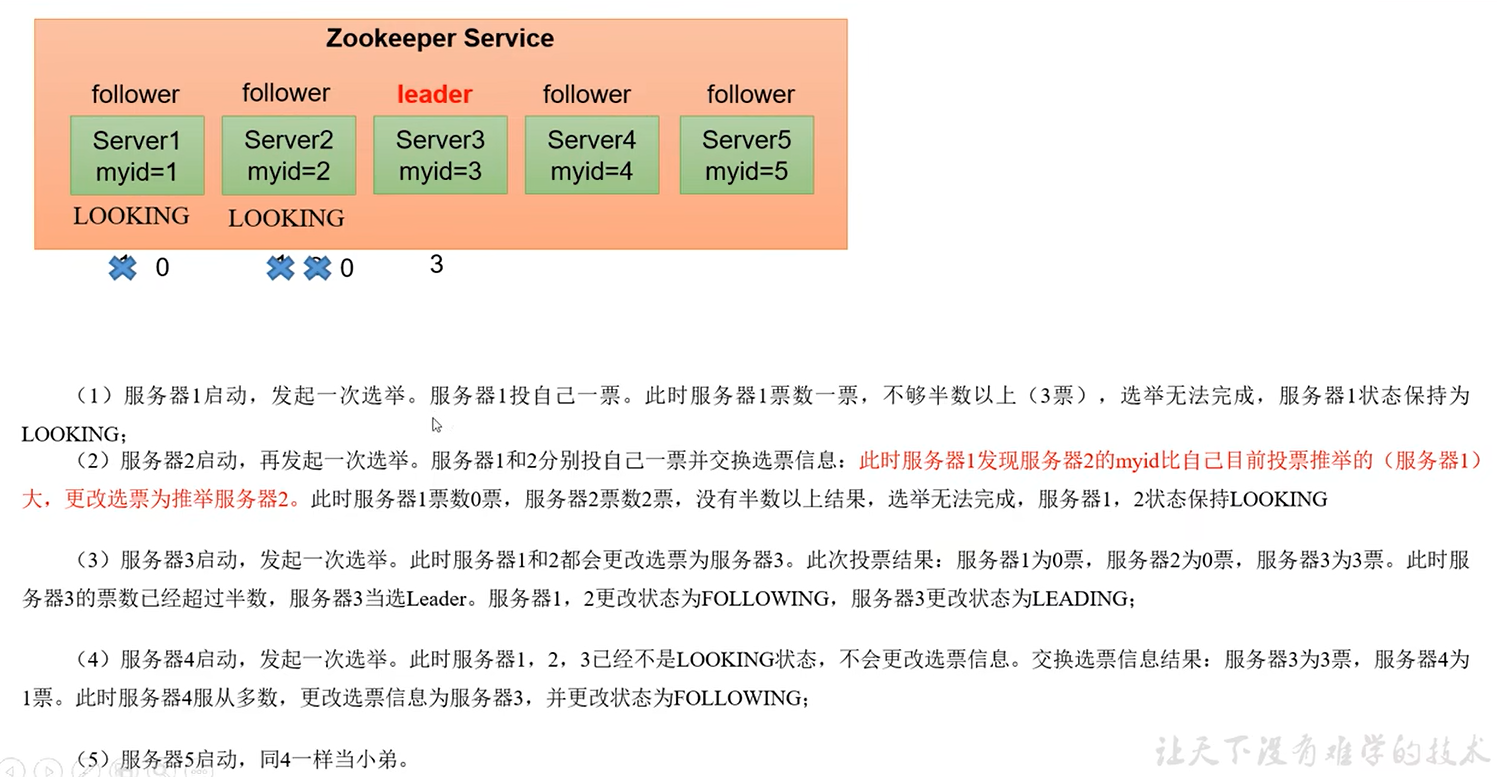 Zookeeper Service
follower follower leader follower follower
Server1 Server2 Server3 Server4 Server5
myid=1 myid=2 myid=3 myid=4 myid=5
LOOKING LOOKING
0 0 3
（1）服务器1启动，发起一次选举。服务器1投自己一票。此时服务器1票数一票，不够半数以上（3票），选举无法完成，服务器1状态保持为
LOOKING；
（2）服务器2启动，再发起一次选举。服务器1和2分别投自己一票并交换选票信息：此时服务器1发现服务器2的myid比自己目前投票推举的（服务器1）
大，更改选票为推举服务器2。此时服务器1票数0票，服务器2票数2票，没有半数以上结果，选举无法完成，服务器1，2状态保持LOOKING
（3）服务器3启动，发起一次选举。此时服务器1和2都会更改选票为服务器3。此次投票结果：服务器1为0票，服务器2为0票，服务器3为3票。此时服
务器3的票数已经超过半数，服务器3当选Leader。服务器1，2更改状态为FOLLOWING，服务器3更改状态为LEADING；
（4）服务器4启动，发起一次选举。此时服务器1，2，3已经不是LOOKING状态，不会更改选票信息。交换选票信息结果：服务器3为3票，服务器4为
1票。此时服务器4服从多数，更改选票信息为服务器3，并更改状态为FOLLOWING；
（5）服务器5启动，同4一样当小弟。
让天下没有难学的技术